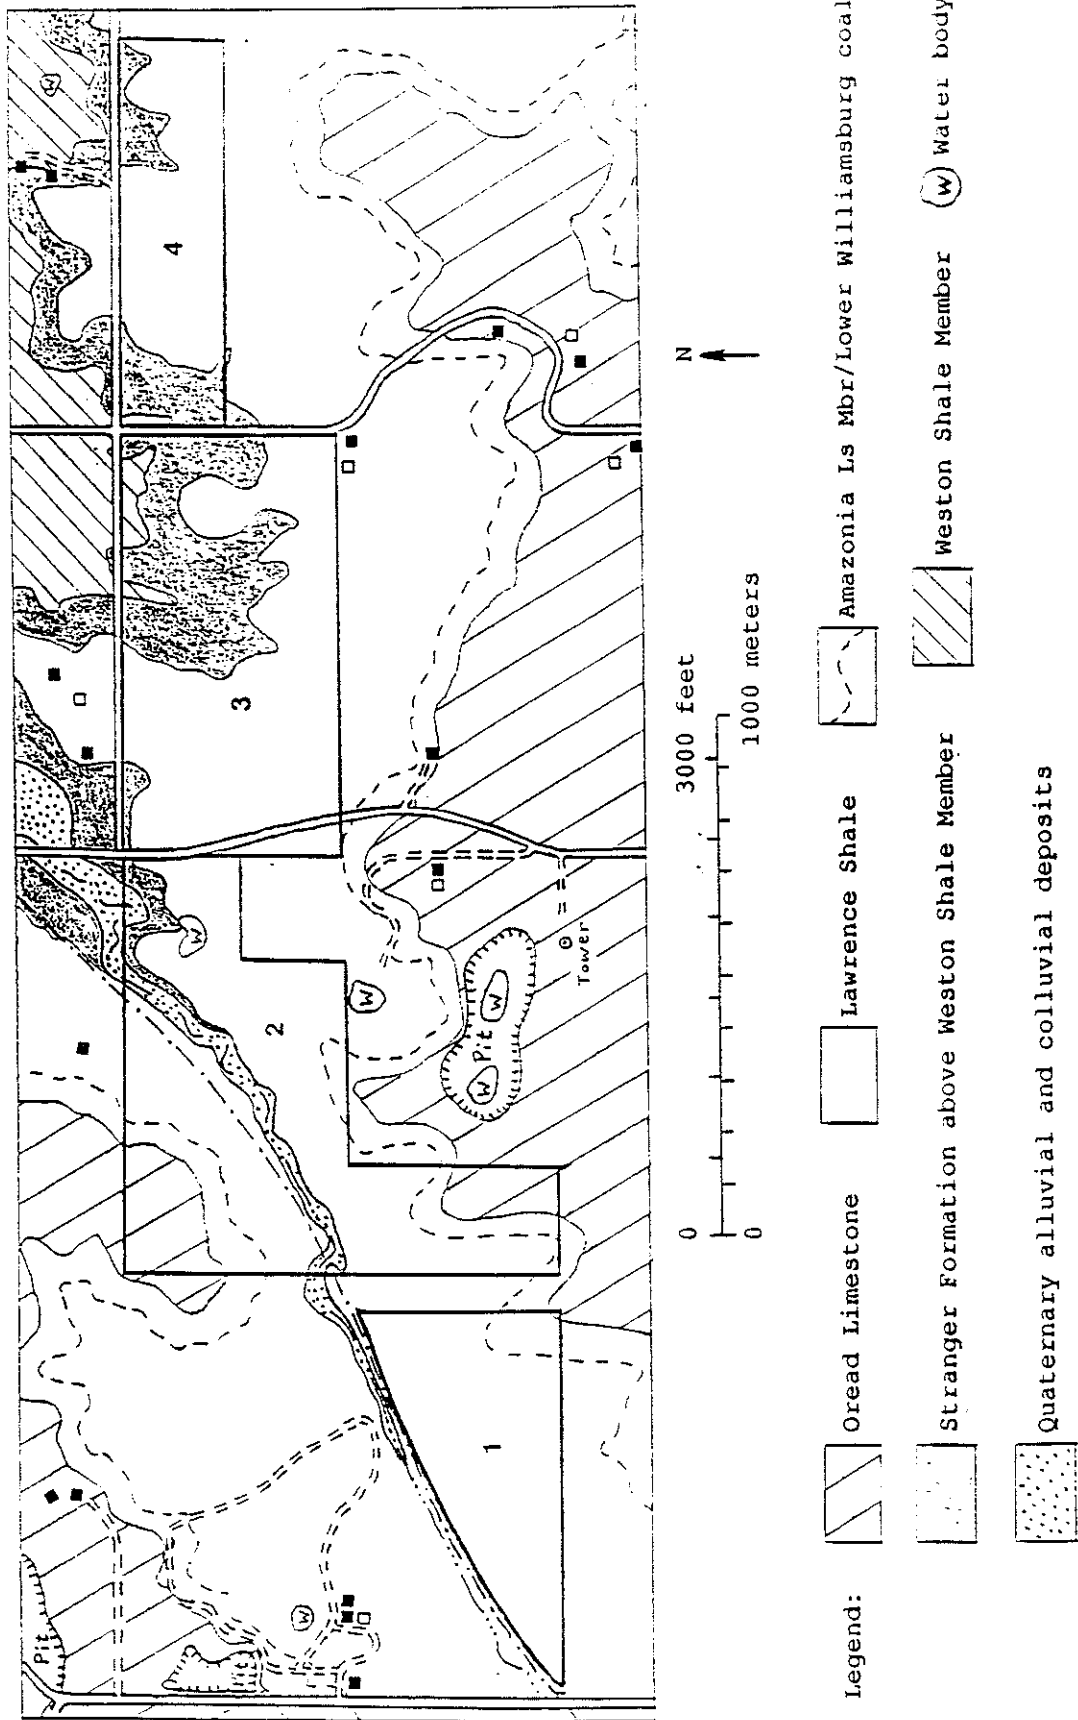 Pit
W
Pit
1
2
W
W
Pit
W
W
Tower
3
4
W
N
0 3000 feet
0 1000 meters
Legend:
Oread Limestone
Lawrence Shale
Amazonia Ls Mbr/Lower Williamsburg coal
Stranger Formation above Weston Shale Member
Weston Shale Member
W Water body
Quaternary alluvial and colluvial deposits